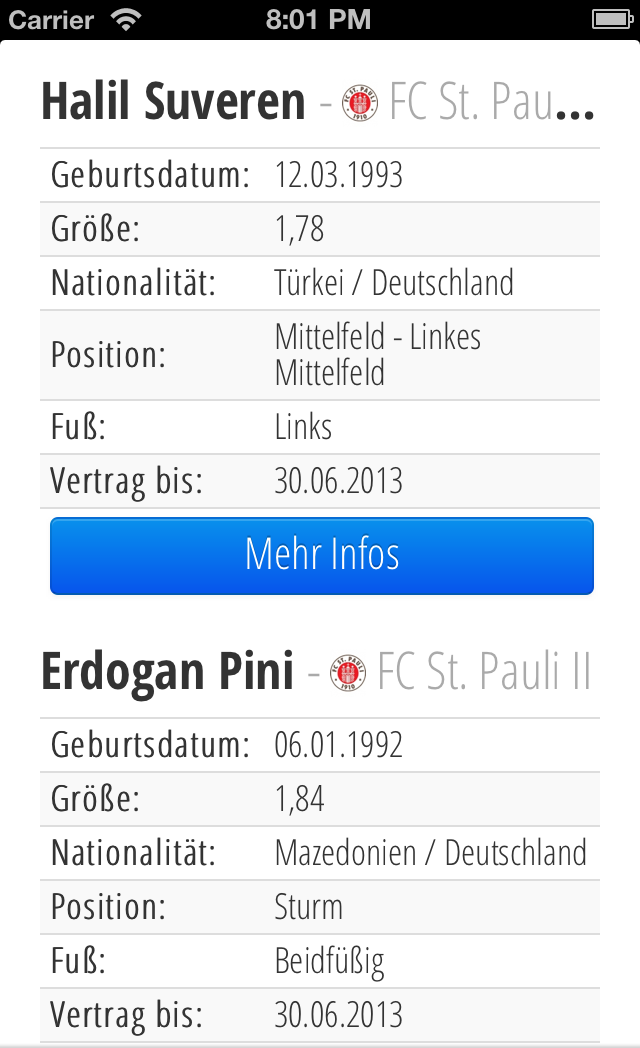 Carrier 8:01 PM
Halil Suveren - FC St. Pau...
Geburtsdatum: 12.03.1993
Größe: 1,78
Nationalität: Türkei / Deutschland
Position: Mittelfeld - Linkes
Mittelfeld
Fuß: Links
Vertrag bis: 30.06.2013
Mehr Infos
Erdogan Pini - FC St. Pauli II
Geburtsdatum: 06.01.1992
Größe: 1,84
Nationalität: Mazedonien / Deutschland
Position: Sturm
Fuß: Beidfüßig
Vertrag bis: 30.06.2013